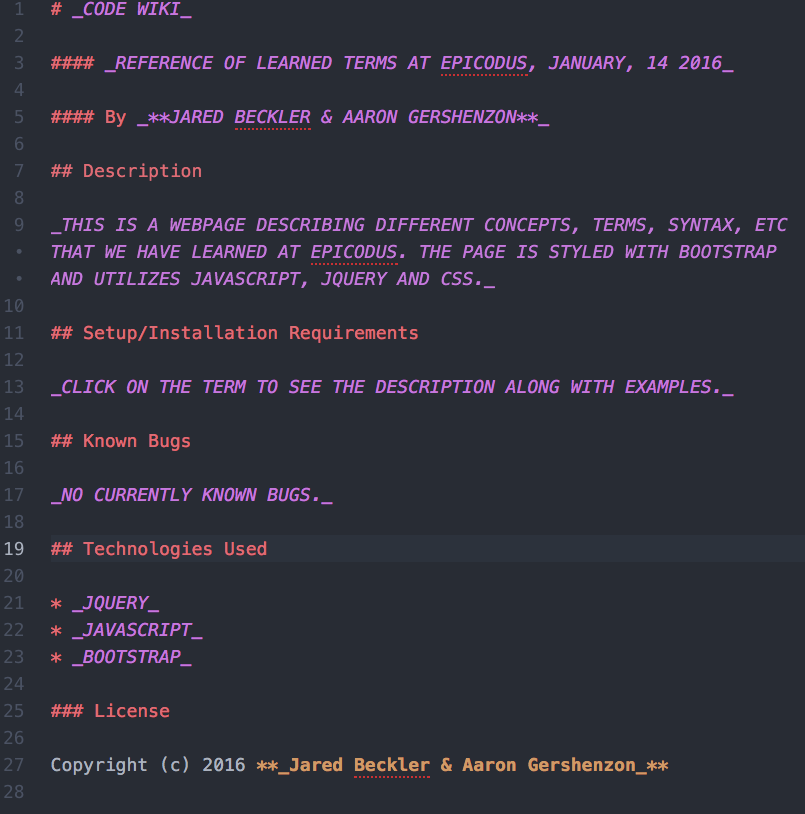 1 # _CODE WIKI_
2
3 #### _REFERENCE OF LEARNED TERMS AT EPICODUS, JANUARY, 14 2016_
4
5 #### By _**JARED BECKLER & AARON GERSHENZON**_
6
7 ## Description
8
9 _THIS IS A WEBPAGE DESCRIBING DIFFERENT CONCEPTS, TERMS, SYNTAX, ETC
• THAT WE HAVE LEARNED AT EPICODUS. THE PAGE IS STYLED WITH BOOTSTRAP
• AND UTILIZES JAVASCRIPT, JQUERY AND CSS._
10
11 ## Setup/Installation Requirements
12
13 _CLICK ON THE TERM TO SEE THE DESCRIPTION ALONG WITH EXAMPLES._
14
15 ## Known Bugs
16
17 _NO CURRENTLY KNOWN BUGS._
18
19 ## Technologies Used
20
21 * _JQUERY_
22 * _JAVASCRIPT_
23 * _BOOTSTRAP_
24
25 ### License
26
27 Copyright (c) 2016 **_Jared Beckler & Aaron Gershenzon_**
28